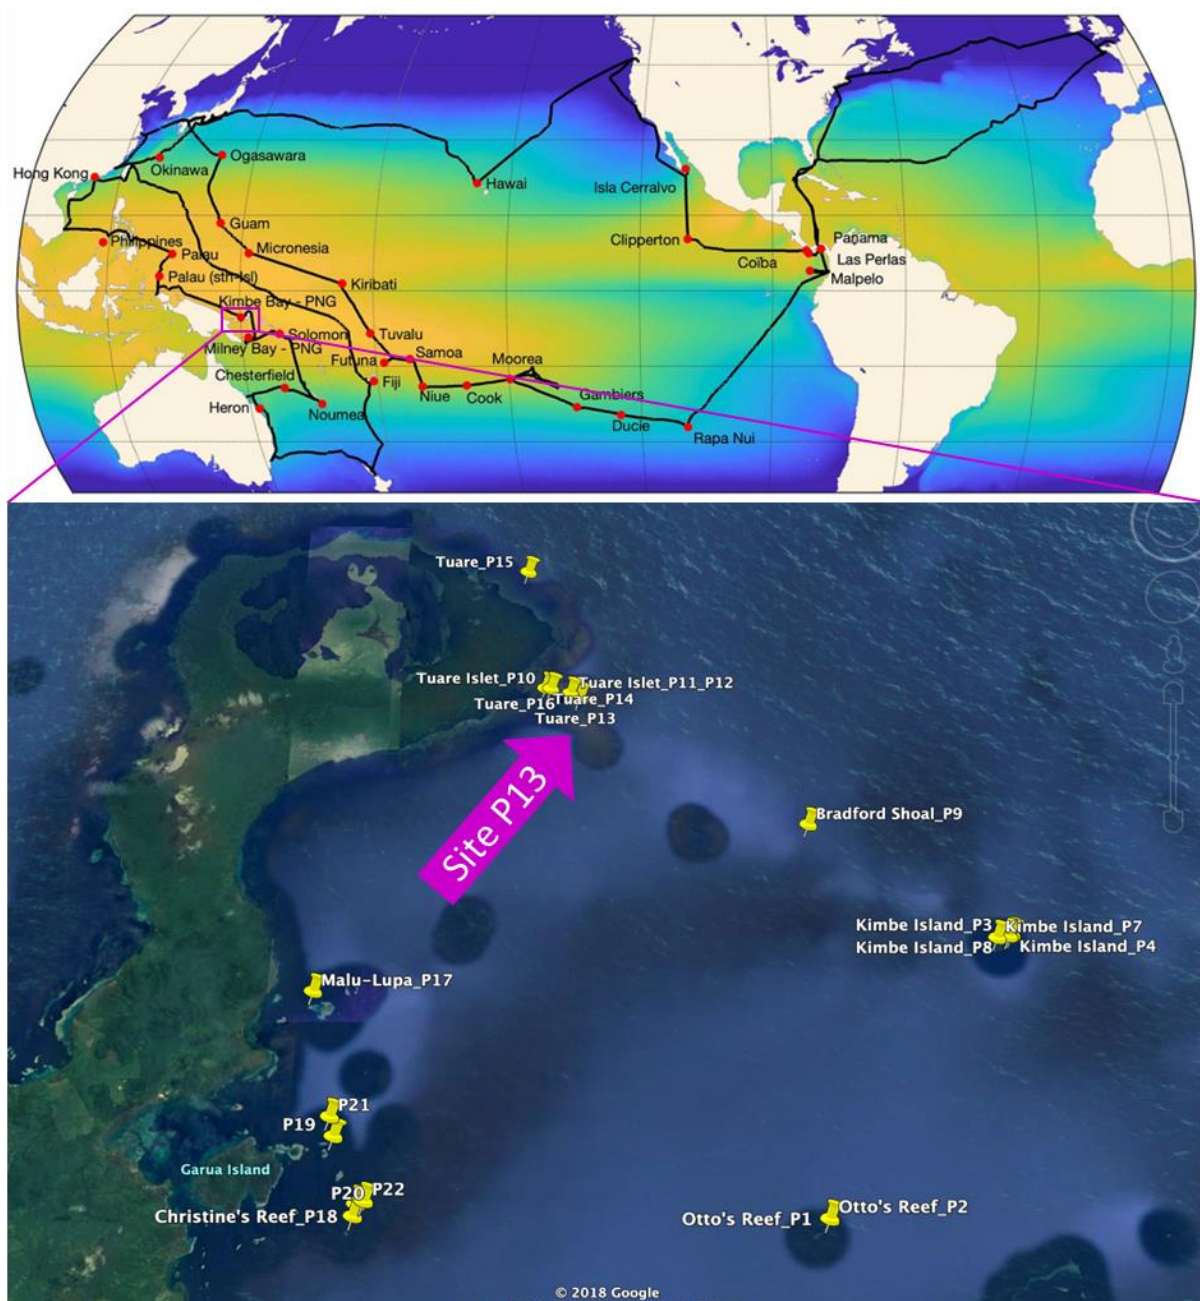 Hong Kong
Okinawa
Ogasawara
Hawai
Isla Cerralvo
Guam
Philippines
Palau
Micronesia
Clipperton
Panama
Coïba
Las Perlas
Malpelo
Palau (sth-Isl)
Kiribati
Kimbe Bay - PNG
Solomon
Tuvalu
Milney Bay - PNG
Futuna
Samoa
Moorea
Chesterfield
Fiji
Niue
Cook
Gambiers
Heron
Noumea
Ducie
Rapa Nui
Tuare_P15
Tuare Islet_P10
Tuare Islet_P11_P12
Tuare_P16
Tuare_P14
Tuare_P13
Site P13
Bradford Shoal_P9
Kimbe Island_P3
Kimbe Island_P7
Kimbe Island_P8
Kimbe Island_P4
Malu-Lupa_P17
P21
P19
Garua Island
P20
P22
Christine's Reef_P18
Otto's Reef_P1
Otto's Reef_P2
© 2018 Google